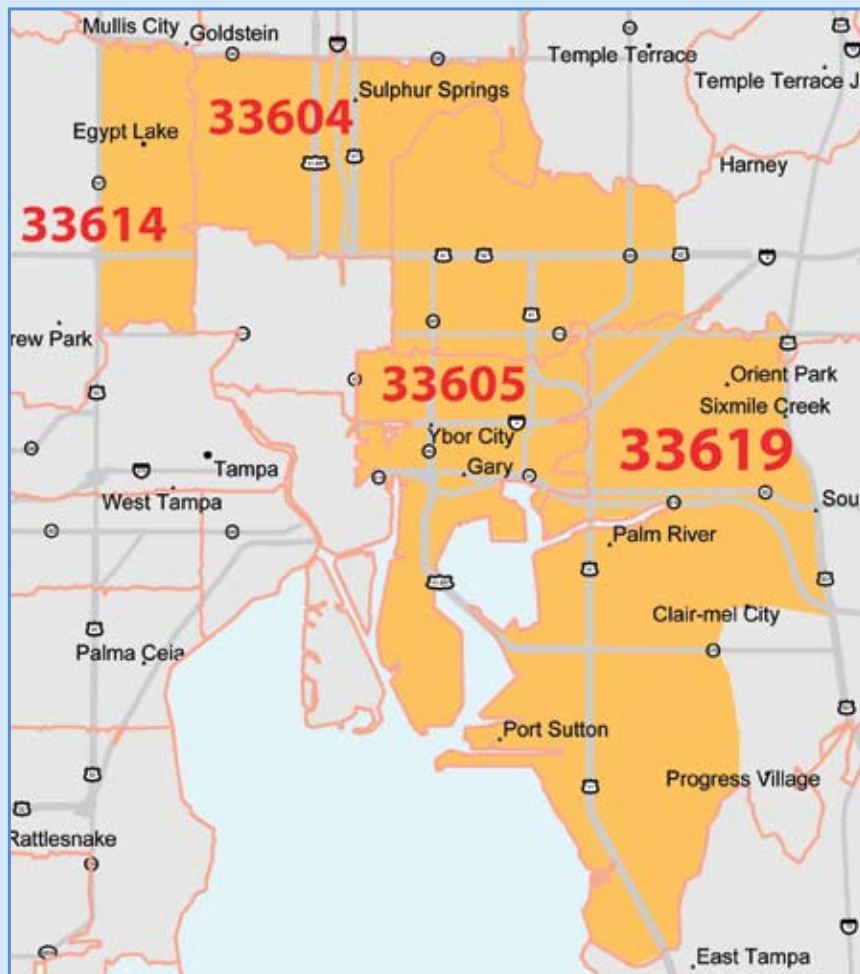 Mullis City
Goldstein
Temple Terrace
Temple Terrace J
Sulphur Springs
33604
Egypt Lake
Harney
33614
rew Park
Orient Park
33605
Sixmile Creek
Ybor City
33619
Tampa
Gary
West Tampa
Sou
Palm River
Clair-mel City
Palma Ceia
Port Sutton
Progress Village
Rattlesnake
East Tampa